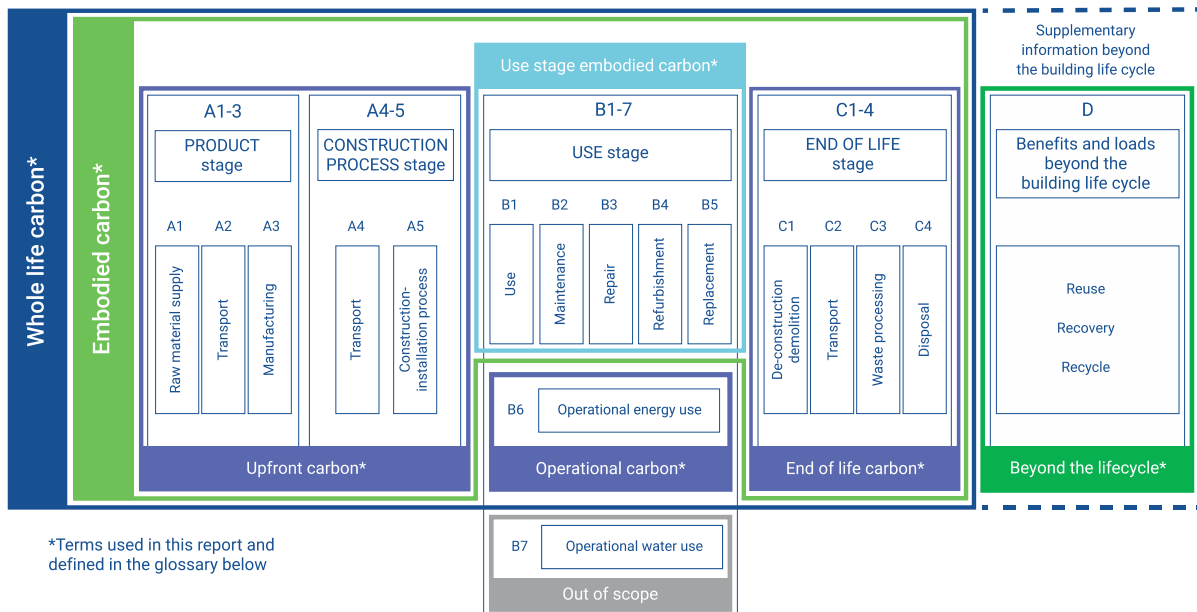 Whole life carbon*
Embodied carbon*
Supplementary
information beyond
the building life cycle
Use stage embodied carbon*
A1-3
PRODUCT
stage
A1
A2
A3
Raw material supply
Transport
Manufacturing
A4-5
CONSTRUCTION
PROCESS stage
A4
A5
Transport
Construction-
installation process
Upfront carbon*
B1-7
USE stage
B1
B2
B3
B4
B5
Use
Maintenance
Repair
Refurbishment
Replacement
B6
Operational energy use
Operational carbon*
B7
Operational water use
Out of scope
C1-4
END OF LIFE
stage
C1
C2
C3
C4
De-construction
demolition
Transport
Waste processing
Disposal
End of life carbon*
D
Benefits and loads
beyond the
building life cycle
Reuse
Recovery
Recycle
Beyond the lifecycle*
*Terms used in this report and
defined in the glossary below